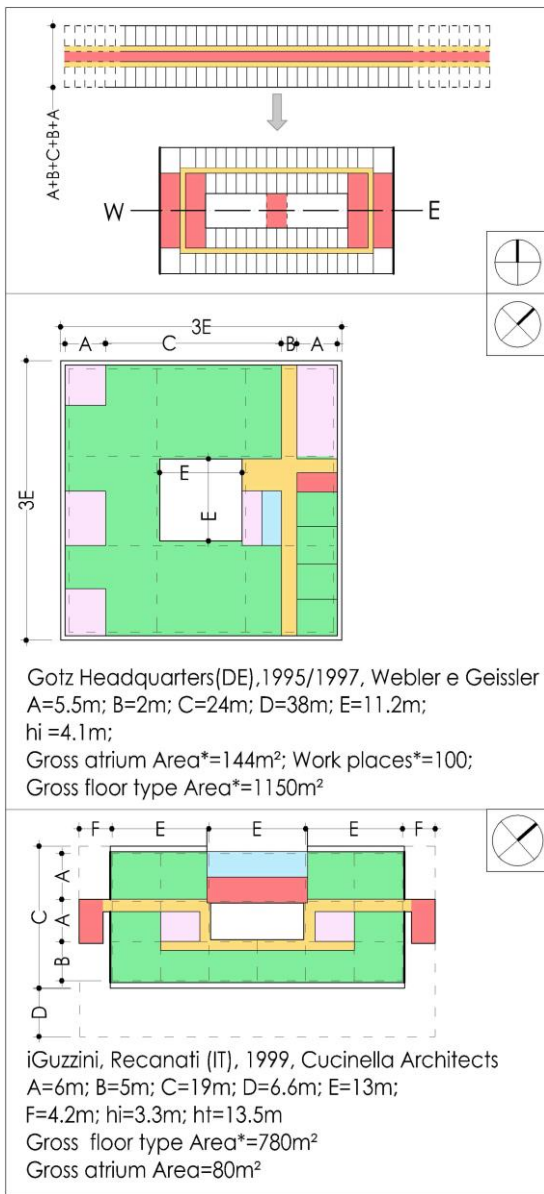 A+B+C+B+A
W
E
3E
A
C
B
A
3E
E
E
Gotz Headquarters(DE),1995/1997, Webler e Geissler
A=5.5m; B=2m; C=24m; D=38m; E=11.2m;
hi =4.1m;
Gross atrium Area*=144m²; Work places*=100;
Gross floor type Area*=1150m²
F
E
E
E
F
C
A
A
B
D
iGuzzini, Recanati (IT), 1999, Cucinella Architects
A=6m; B=5m; C=19m; D=6.6m; E=13m;
F=4.2m; hi=3.3m; ht=13.5m
Gross floor type Area*=780m²
Gross atrium Area=80m²